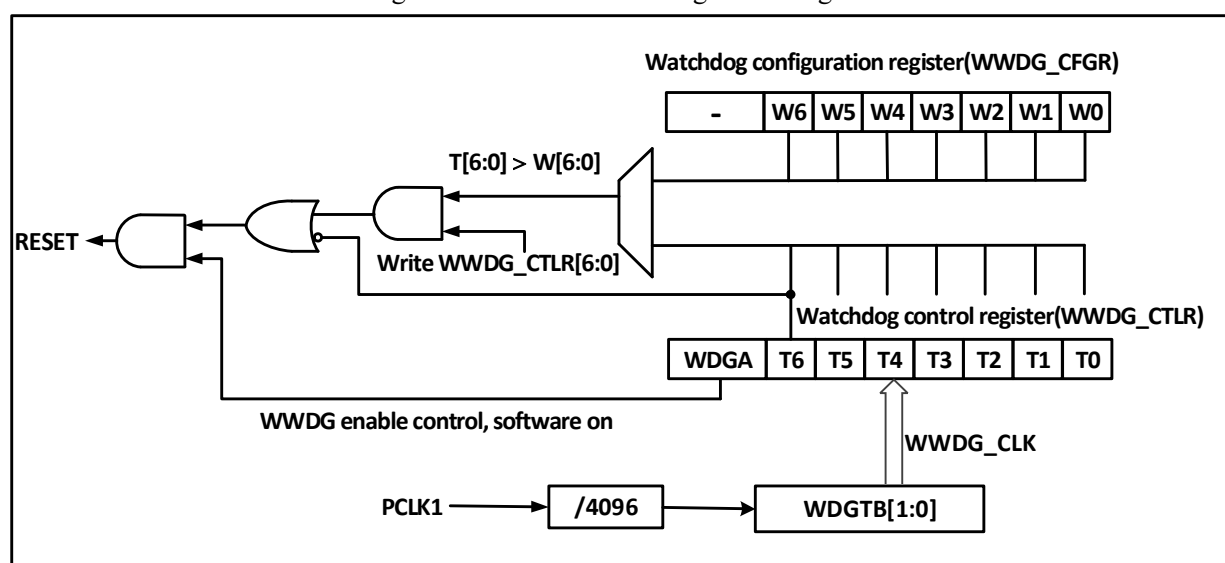 Watchdog configuration register(WWDG_CFGR)
- W6 W5 W4 W3 W2 W1 W0
T[6:0] > W[6:0]
RESET
Write WWDG_CTLR[6:0]
Watchdog control register(WWDG_CTLR)
WDGA T6 T5 T4 T3 T2 T1 T0
WWDG enable control, software on
WWDG_CLK
PCLK1 /4096 WDGTB[1:0]